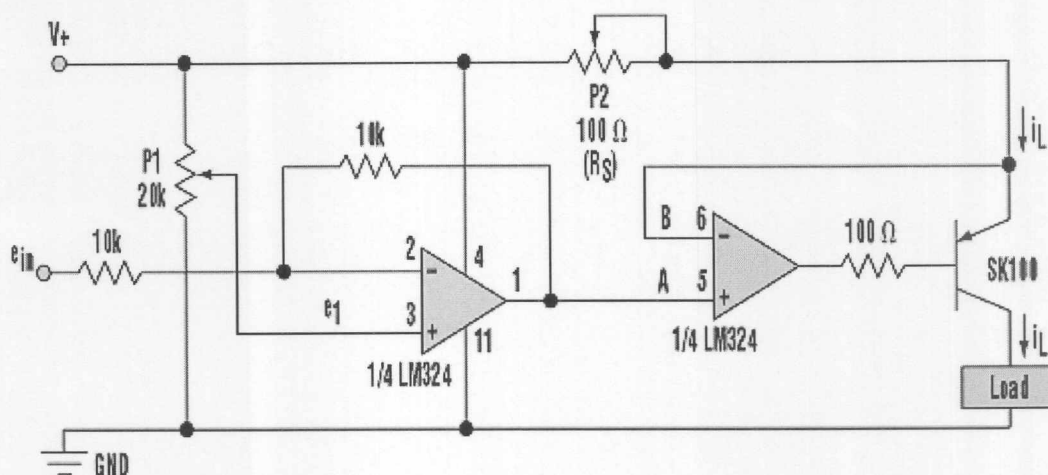 V+
P2
100 Ω
(RS)
iL
10k
P1
20k
B
6
100 Ω
ein
10k
2
4
SK100
1
A
5
e1
3
11
1/4 LM324
1/4 LM324
iL
Load
GND